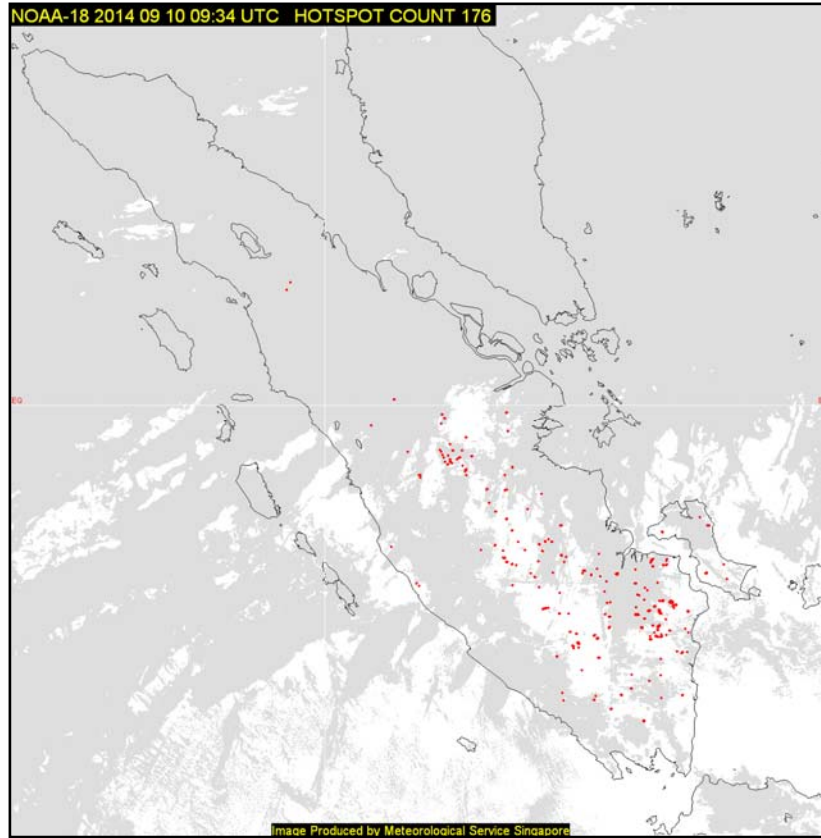 NOAA-18 2014 09 10 09:34 UTC HOTSPOT COUNT 176
EQ
Image Produced by Meteorological Service Singapore